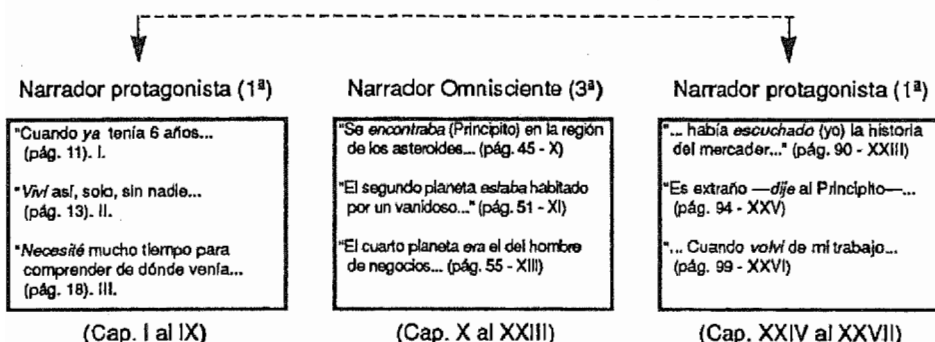 Narrador protagonista (1ª)
"Cuando ya tenía 6 años...
(pág. 11). I.
"Viví así, solo, sin nadie...
(pág. 13). II.
"Necesité mucho tiempo para
comprender de dónde venía...
(pág. 18). III.
(Cap. I al IX)
Narrador Omnisciente (3ª)
"Se encontraba (Principito) en la región
de los asteroides... (pág. 45 - X)
"El segundo planeta estaba habitado
por un vanidoso..." (pág. 51 - XI)
"El cuarto planeta era el del hombre
de negocios... (pág. 55 - XIII)
(Cap. X al XXIII)
Narrador protagonista (1ª)
"... había escuchado (yo) la historia
del mercader..." (pág. 90 - XXIII)
"Es extraño —dije al Principito—...
(pág. 94 - XXV)
"... Cuando volví de mi trabajo...
(pág. 99 - XXVI)
(Cap. XXIV al XXVII)